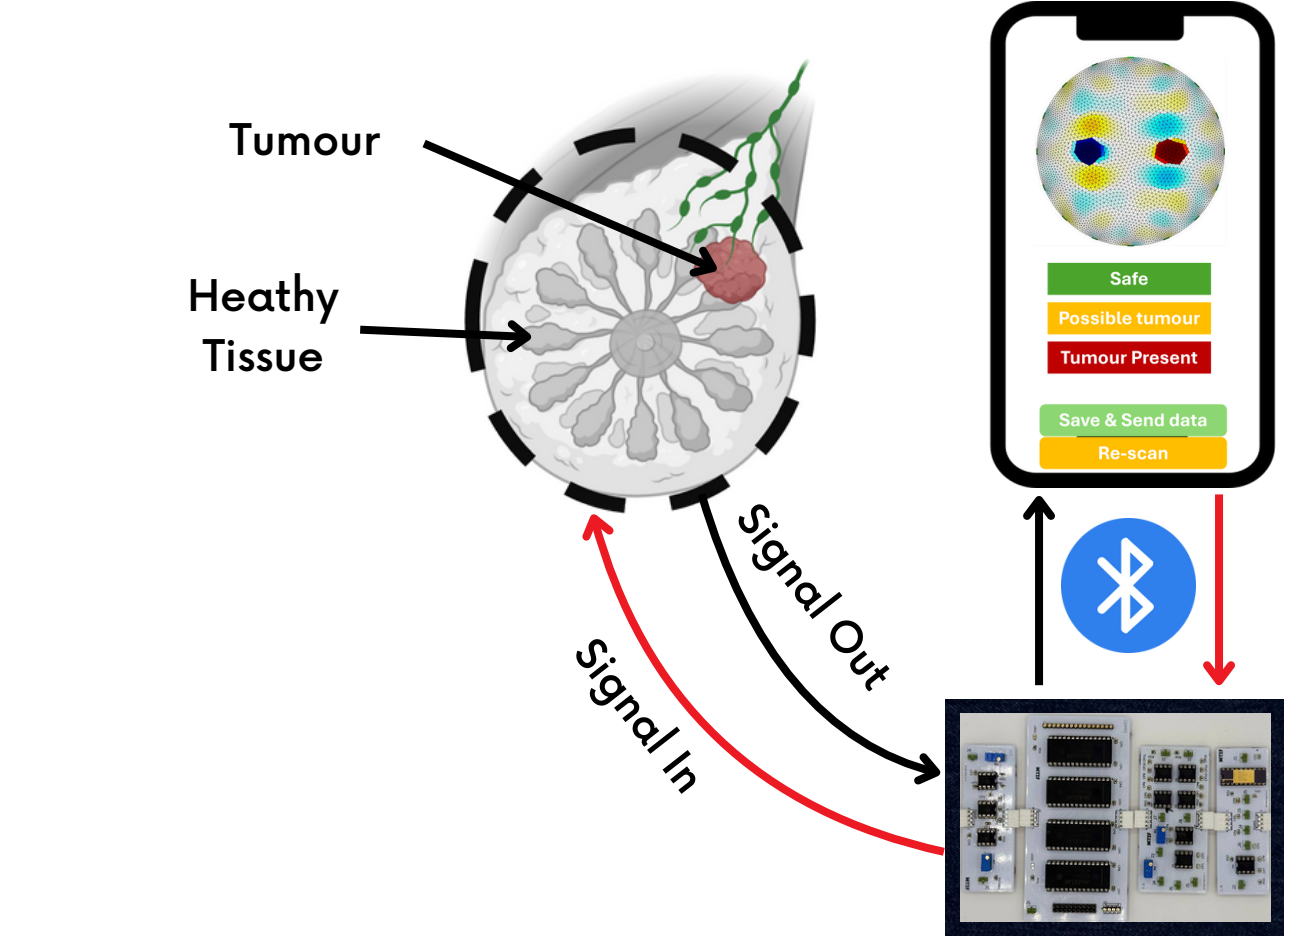 Tumour
Heathy
Tissue
Safe
Possible tumour
Tumour Present
Save & Send data
Re-scan
Signal Out
Signal In